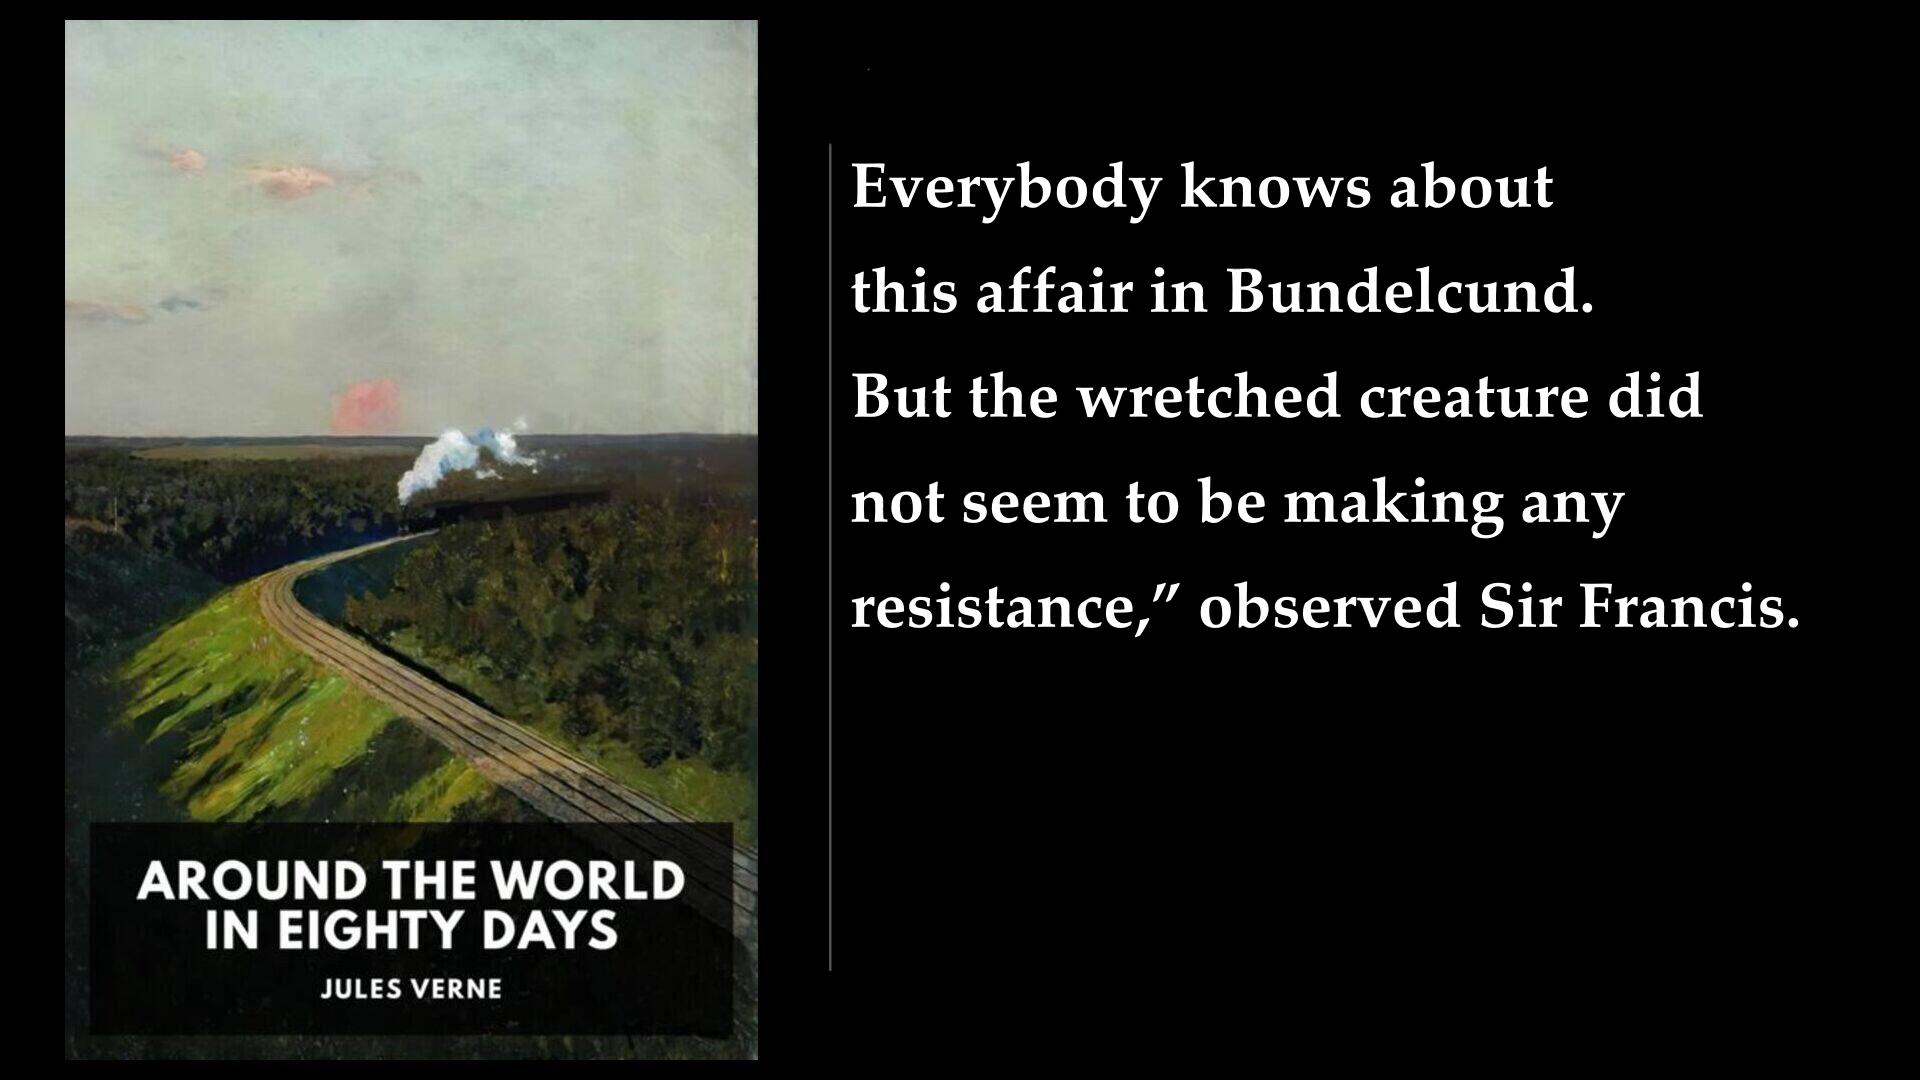 AROUND THE WORLD
IN EIGHTY DAYS
JULES VERNE
Everybody knows about
this affair in Bundelcund.
But the wretched creature did
not seem to be making any
resistance,” observed Sir Francis.